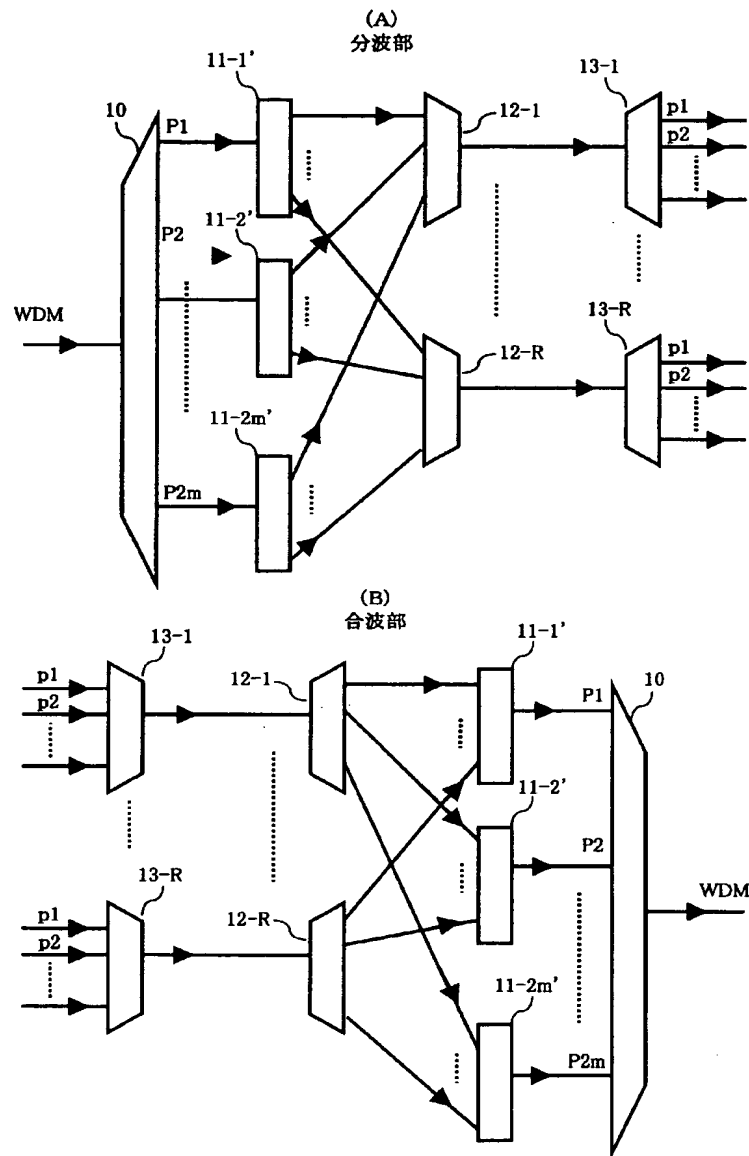 (A)
分波部
11-1'
13-1
10
P1
12-1
p1
p2
11-2'
P2
WDM
13-R
12-R
p1
p2
11-2m'
P2m
(B)
合波部
13-1
11-1'
12-1
10
p1
P1
p2
11-2'
13-R
P2
WDM
12-R
p1
p2
11-2m'
P2m